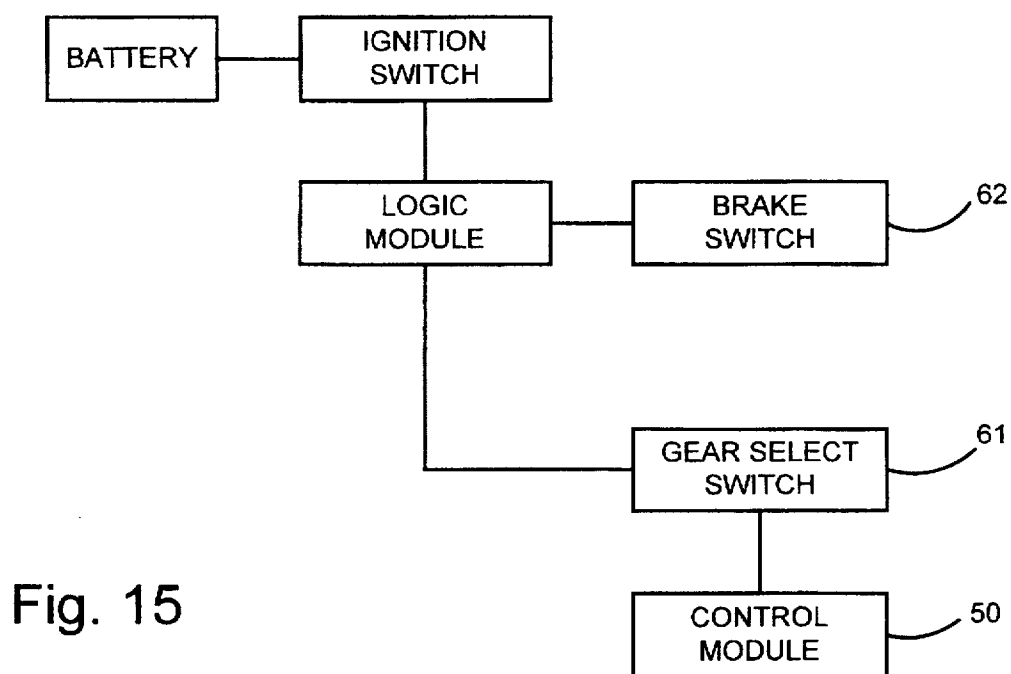 BATTERY
IGNITION
SWITCH
LOGIC
MODULE
BRAKE
SWITCH
62
GEAR SELECT
SWITCH
61
Fig. 15
CONTROL
MODULE
50